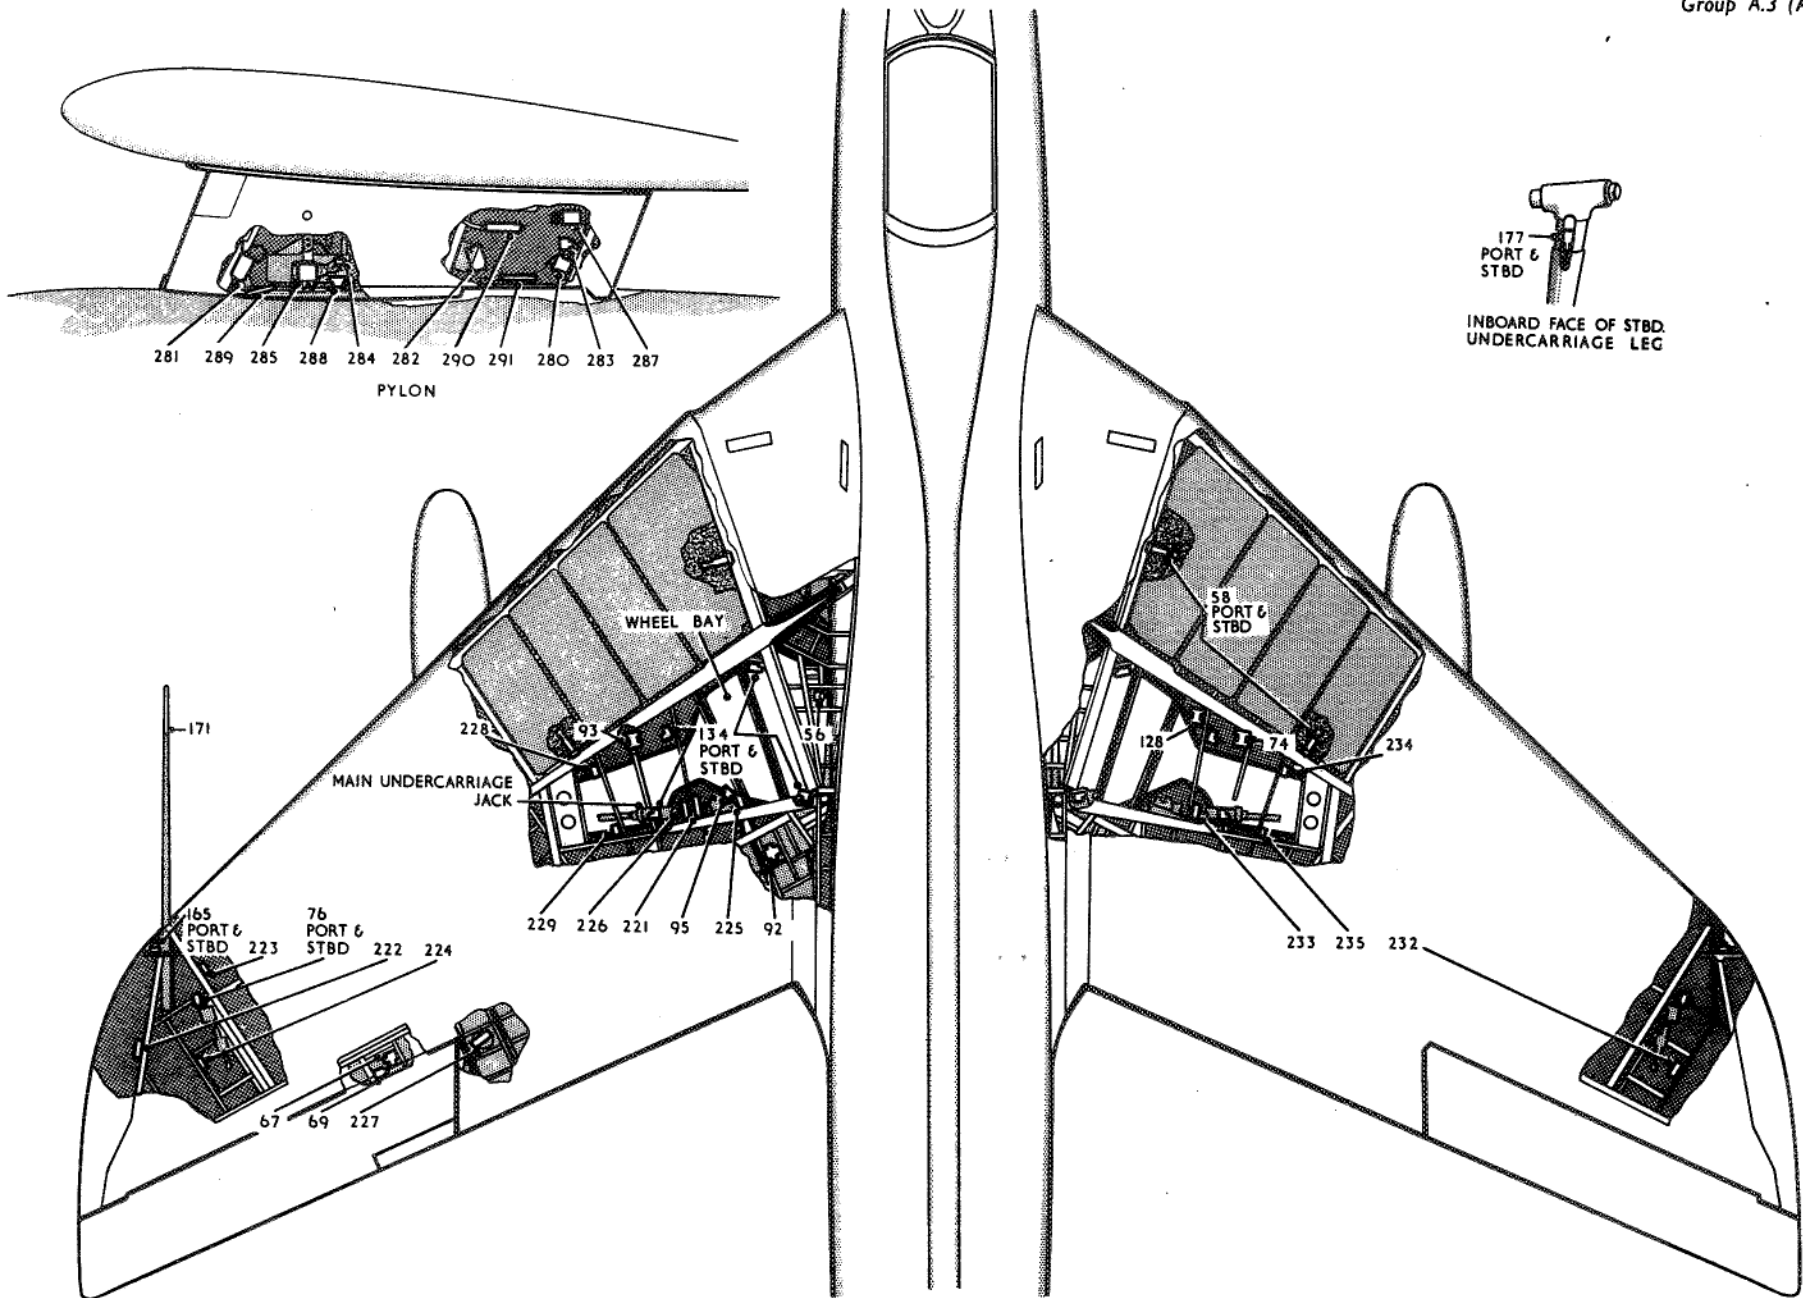 Group A.3 (A
177
PORT &
STBD
INBOARD FACE OF STBD.
UNDERCARRIAGE LEG
281 289 285 288 284 282 290 291 280 283 287
PYLON
58
PORT &
STBD
WHEEL BAY
171
228
93
134
PORT &
STBD
56
128
74
234
MAIN UNDERCARRIAGE
JACK
165
PORT &
STBD
76
PORT &
STBD
223
222
224
229 226 221 95 225 92
233 235 232
67 69 227